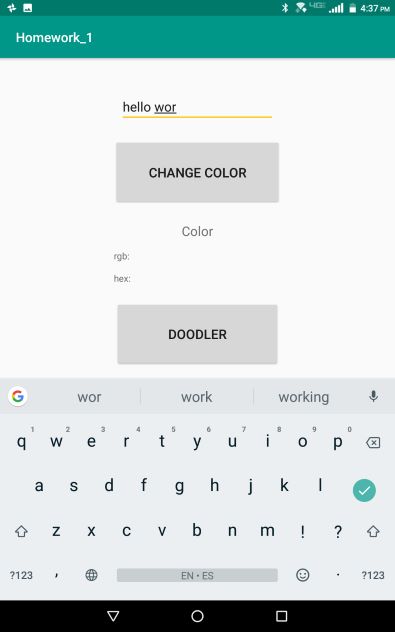 4G
4:37 PM
Homework_1
hello wor
CHANGE COLOR
Color
rgb:
hex:
DOODLER
wor work working
1 2 3 4 5 6 7 8 9 0
q w e r t y u i o p
a s d f g h j k l
z x c v b n m ! ?
?123 , EN • ES . ?123